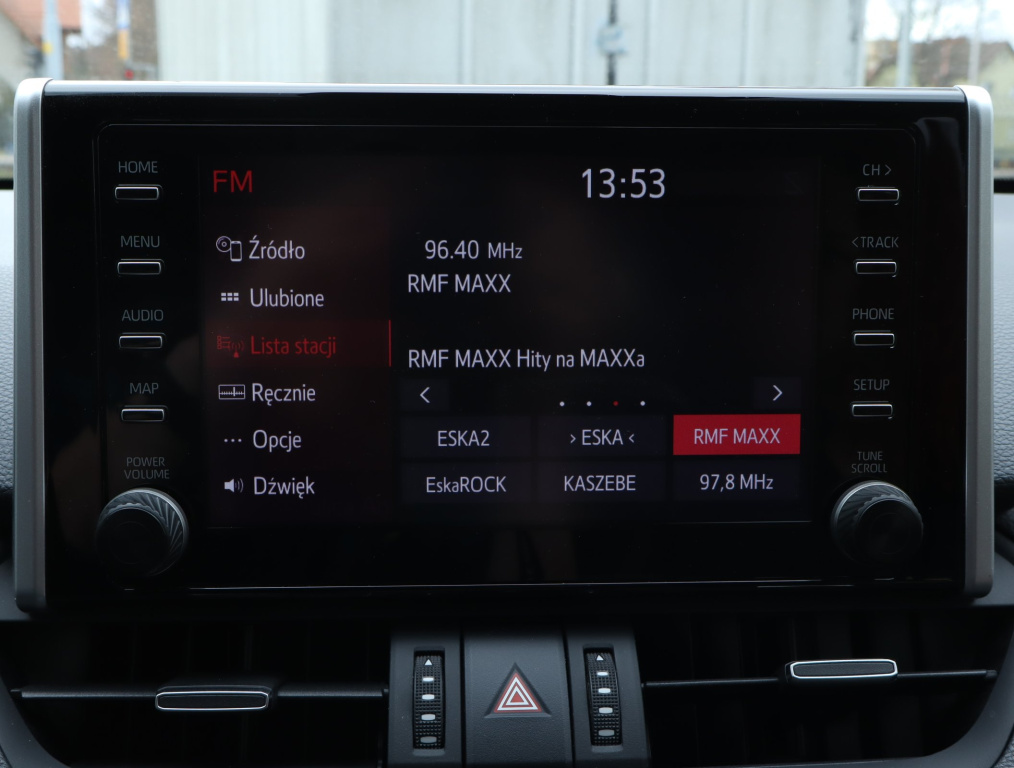 HOME
MENU
AUDIO
MAP
POWER
VOLUME
FM
13:53
Źródło
Ulubione
Lista stacji
Ręcznie
Opcje
Dźwięk
96.40 MHz
RMF MAXX
RMF MAXX Hity na MAXXa
< >
ESKA2 > ESKA < RMF MAXX
EskaROCK KASZEBE 97,8 MHz
CH >
< TRACK
PHONE
SETUP
TUNE
SCROLL